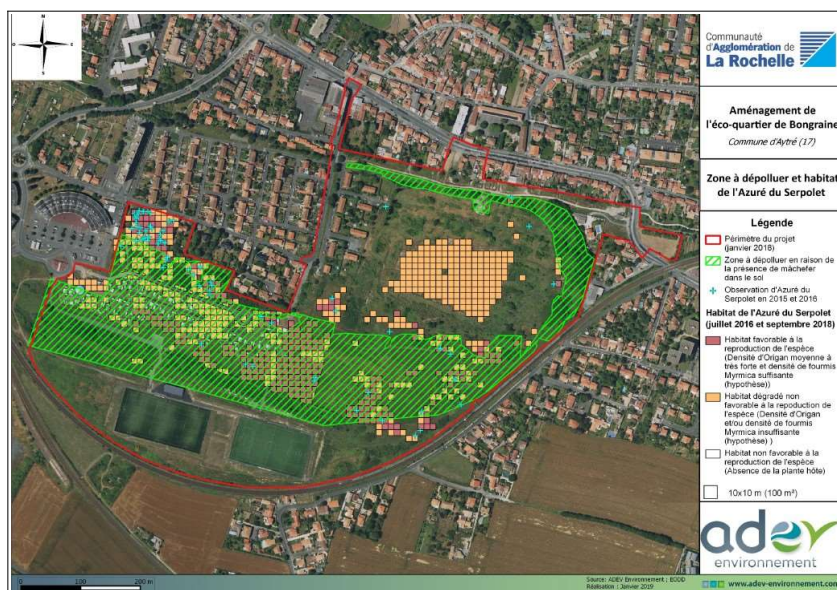 N
O
E
S
Communauté
d'Agglomération de
La Rochelle
Aménagement de
l'éco-quartier de Bongraine
Commune d'Aytré (17)
Zone à dépolluer et habitat
de l'Azuré du Serpolet
Légende
Périmètre du projet
(janvier 2018)
Zone à dépolluer en raison de
la présence de mâchefer
dans le sol
Observation d'Azuré du
Serpolet en 2015 et 2016
Habitat de l'Azuré du Serpolet
(juillet 2016 et septembre 2018)
Habitat favorable à la
reproduction de l'espèce
(Densité d'Origan moyenne à
très forte et densité de fourmis
Myrmica suffisante
(hypothèse))
Habitat dégradé non
favorable à la repoduction de
l'espèce (Densité d'Origan
et/ou densité de fourmis
Myrmica insuffisante
(hypothèse) )
Habitat non favorable à la
reproduction de l'espèce
(Absence de la plante hôte)
10x10 m (100 m²)
adev
environnement
www.adev-environnement.com
0 100 200 m
Source: ADEV Environnement ; EODD
Réalisation : Janvier 2019